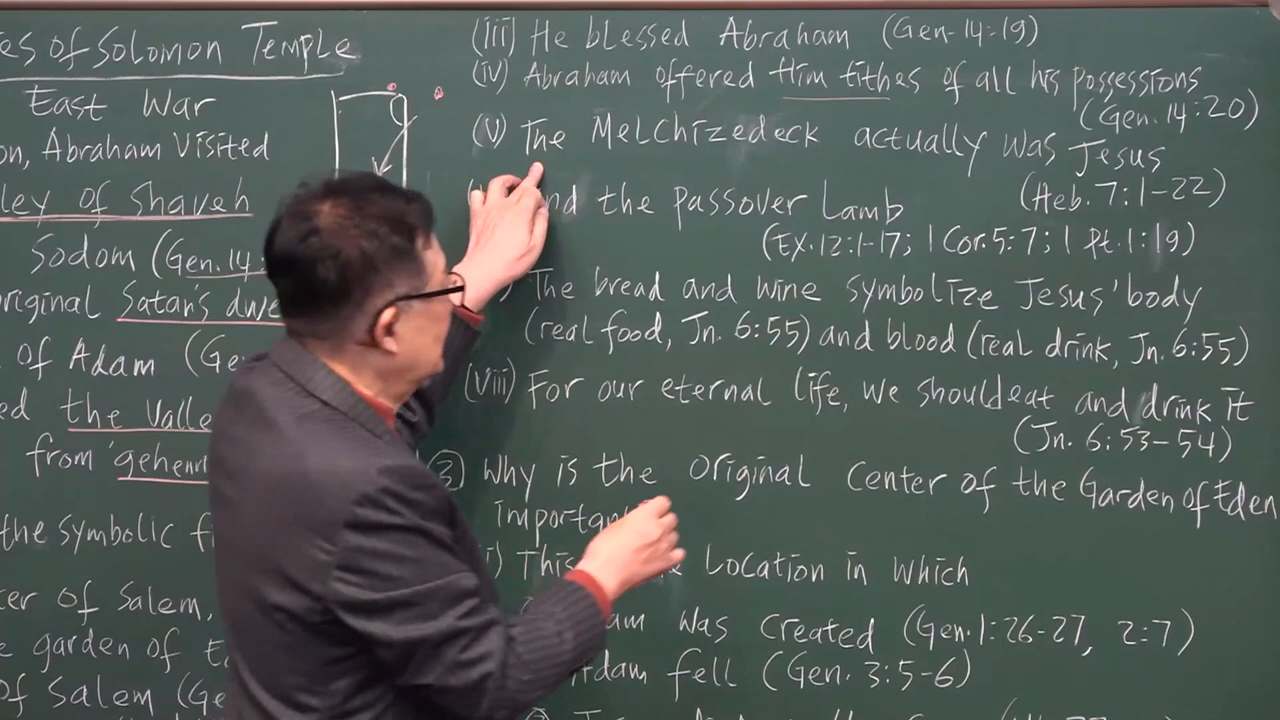 es of Solomon Temple
East War
on, Abraham Visited
ley of Shaveh
Sodom (Gen. 14:
original Satan's dwe
of Adam (Ge
ed the Valle
from 'gehenn
the symbolic fi
ter of Salem,
e garden of E
of Salem (Ge
(iii) He blessed Abraham (Gen. 14:19)
(iv) Abraham offered Him tithes of all his possessions
(Gen. 14:20)
(v) The Melchizedeck actually was Jesus
(Heb. 7:1-22)
nd the passover Lamb
(Ex. 12:1-17; 1 Cor. 5:7; 1 Pt. 1:19)
) The bread and wine symbolize Jesus' body
(real food, Jn. 6:55) and blood (real drink, Jn. 6:55)
(viii) For our eternal life, we should eat and drink it
(Jn. 6:53-54)
③ Why is the original center of the Garden of Eden
importan
i) This Location in which
am was created (Gen. 1:26-27, 2:7)
Adam fell (Gen. 3:5-6)